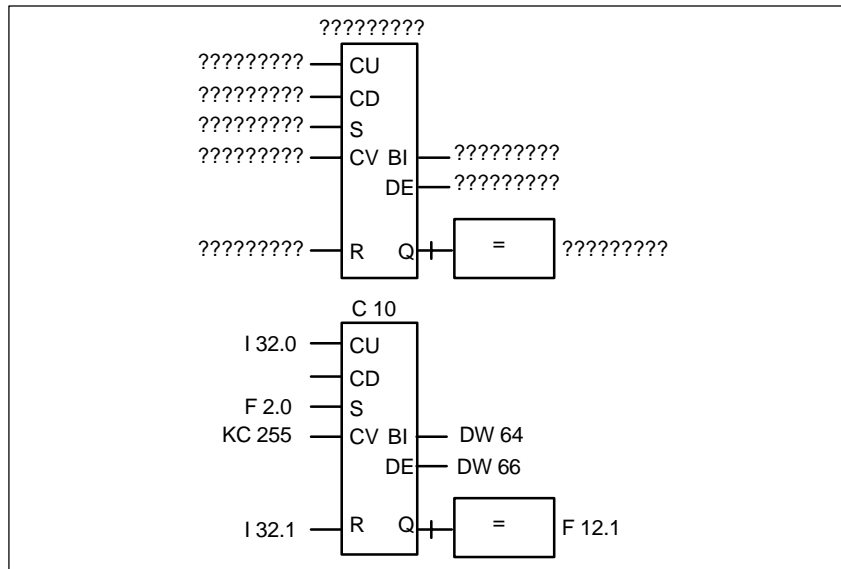 ?????????
????????? CU
????????? CD
????????? S
????????? CV BI ?????????
DE ?????????
????????? R Q = ?????????
C 10
I 32.0 CU
CD
F 2.0 S
KC 255 CV BI DW 64
DE DW 66
I 32.1 R Q = F 12.1